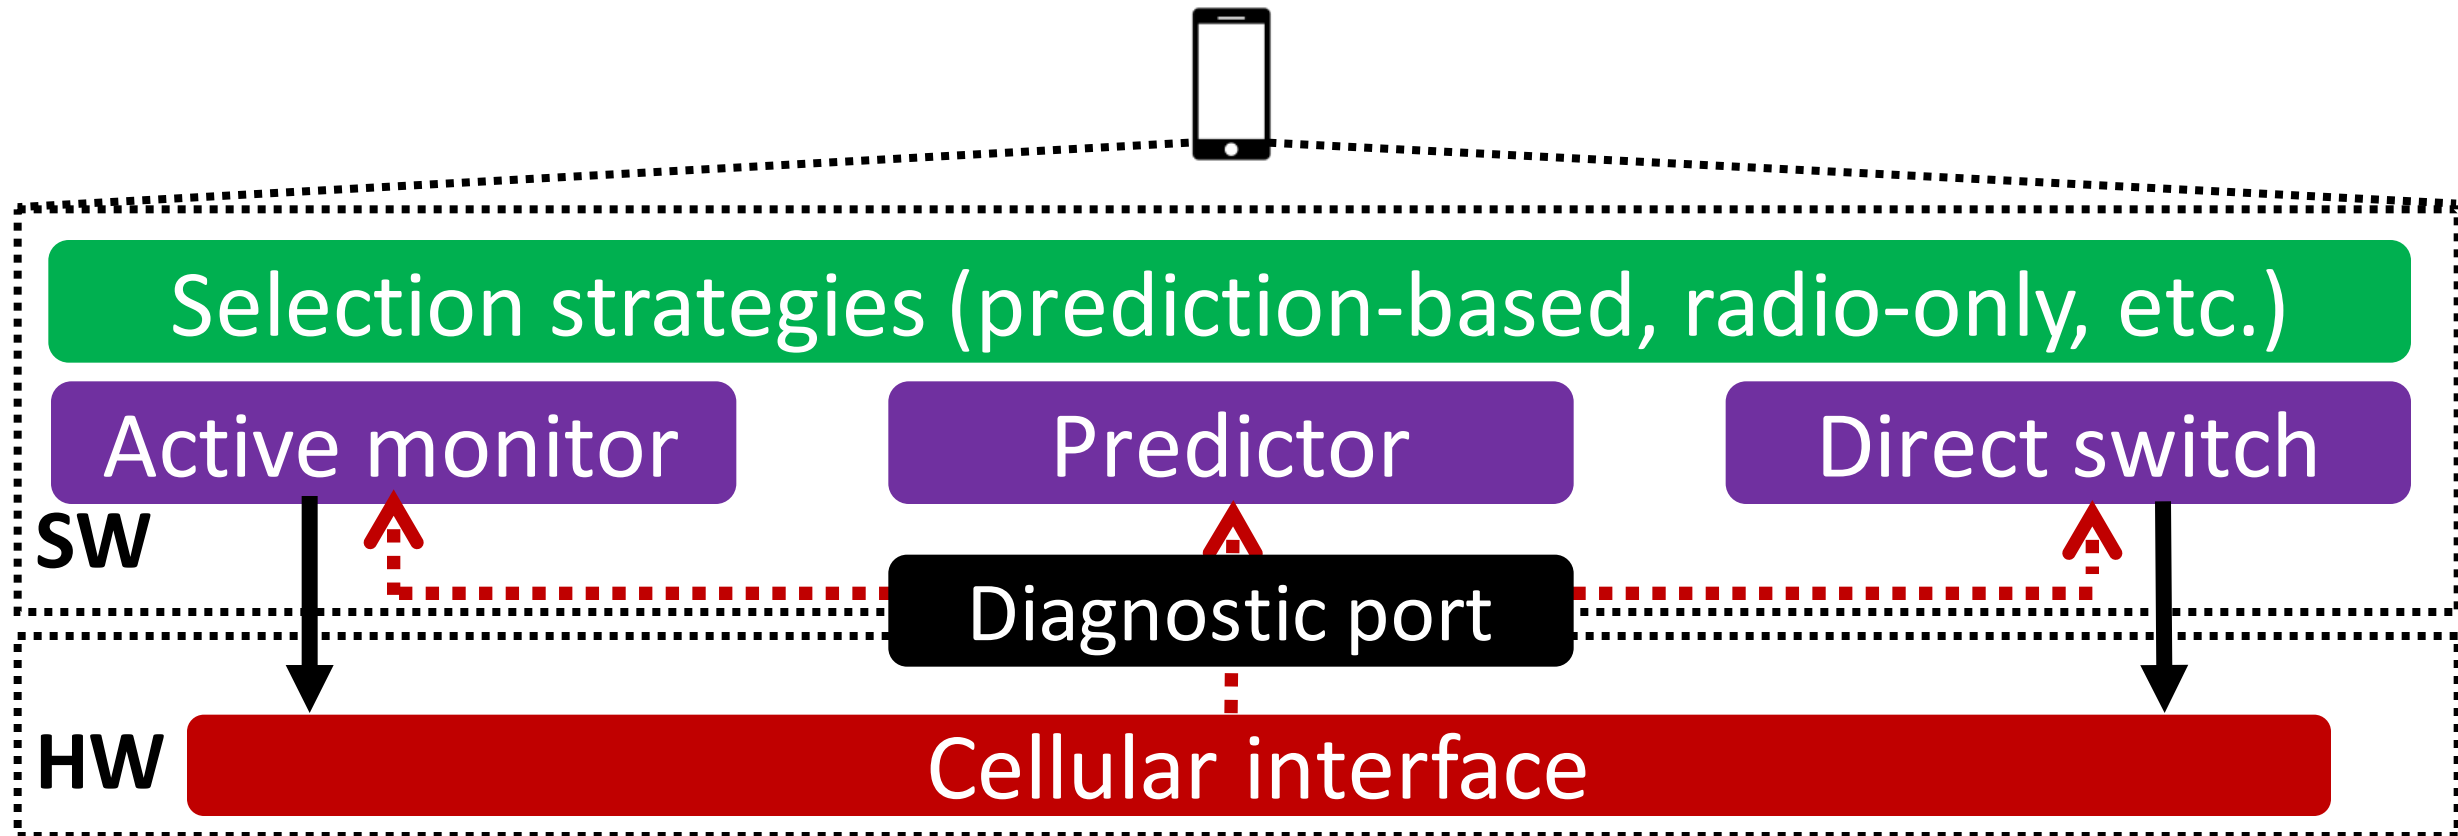 Selection strategies (prediction-based, radio-only, etc.)
Active monitor
Predictor
Direct switch
SW
Diagnostic port
HW
Cellular interface